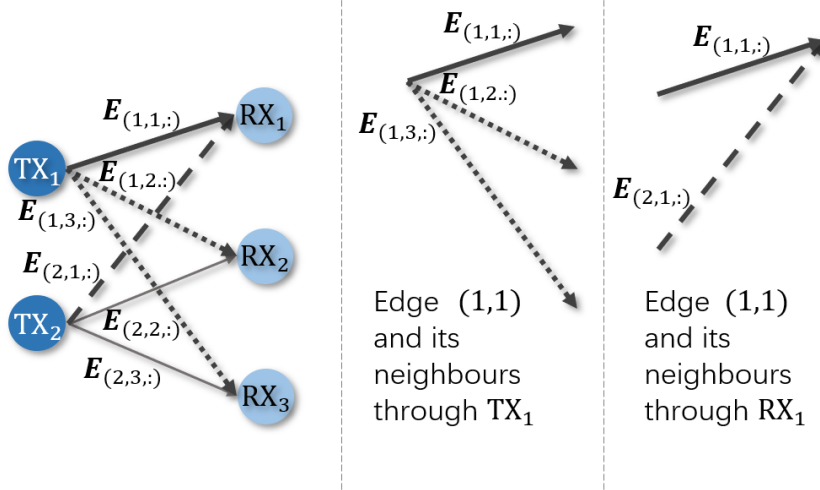 TX₁
TX₂
RX₁
RX₂
RX₃
E(1,1,:)
E(1,2.:)
E(1,3,:)
E(2,1,:)
E(2,2,:)
E(2,3,:)
E(1,1,:)
E(1,2.:)
E(1,3,:)
Edge (1,1)
and its
neighbours
through TX₁
E(1,1,:)
E(2,1,:)
Edge (1,1)
and its
neighbours
through RX₁